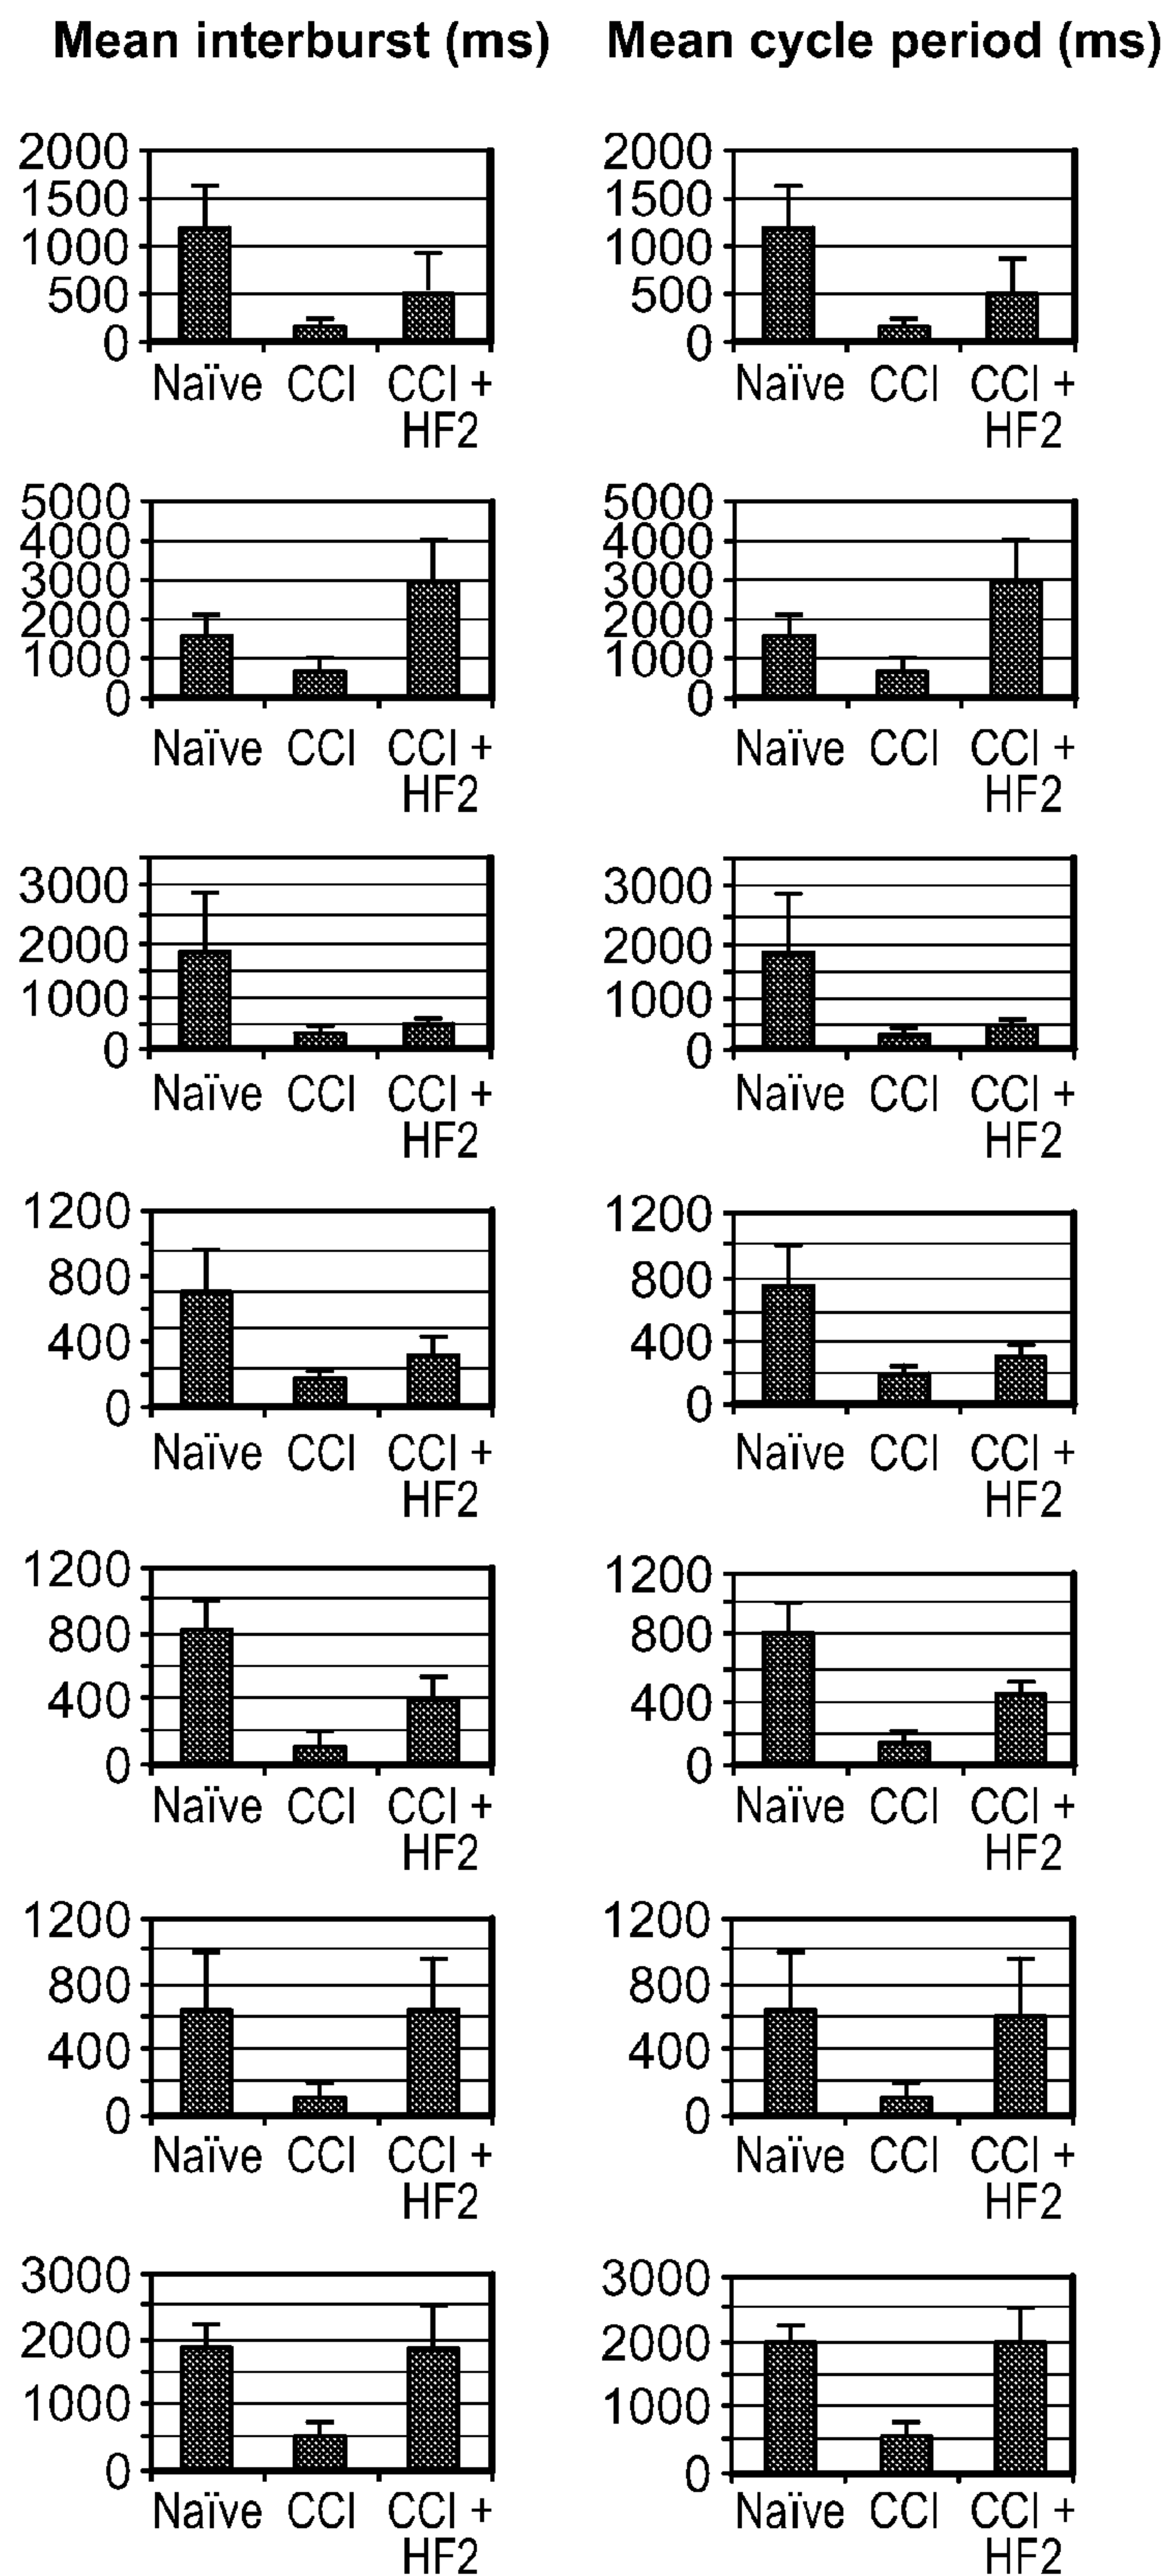 Mean interburst (ms) Mean cycle period (ms)
2000 2000
1500 1500
1000 1000
500 500
0 0
Naïve CCI CCI + Naïve CCI CCI +
HF2 HF2
5000 5000
4000 4000
3000 3000
2000 2000
1000 1000
0 0
Naïve CCI CCI + Naïve CCI CCI +
HF2 HF2
3000 3000
2000 2000
1000 1000
0 0
Naïve CCI CCI + Naïve CCI CCI +
HF2 HF2
1200 1200
800 800
400 400
0 0
Naïve CCI CCI + Naïve CCI CCI +
HF2 HF2
1200 1200
800 800
400 400
0 0
Naïve CCI CCI + Naïve CCI CCI +
HF2 HF2
1200 1200
800 800
400 400
0 0
Naïve CCI CCI + Naïve CCI CCI +
HF2 HF2
3000 3000
2000 2000
1000 1000
0 0
Naïve CCI CCI + Naïve CCI CCI +
HF2 HF2